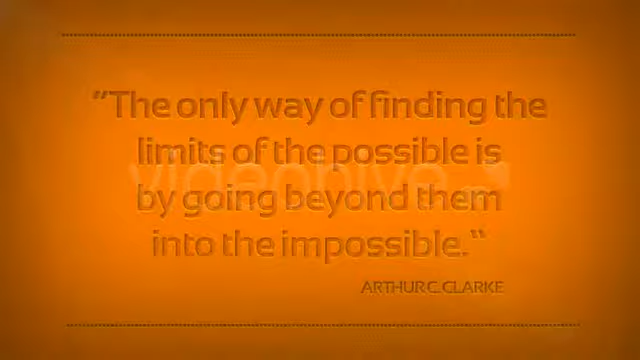 “The only way of finding the
limits of the possible is
by going beyond them
into the impossible.“
ARTHUR C. CLARKE
videohive